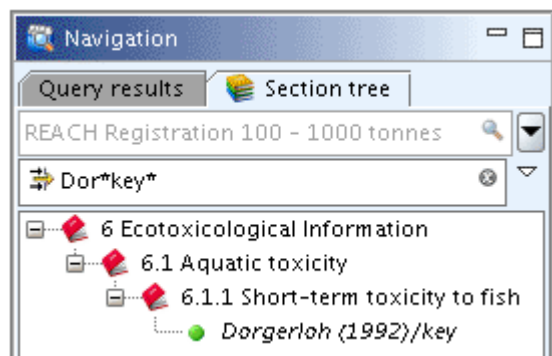 Navigation
Query results Section tree
REACH Registration 100 - 1000 tonnes
Dor*key*
6 Ecotoxicological Information
6.1 Aquatic toxicity
6.1.1 Short-term toxicity to fish
Dorgerloh (1992)/key